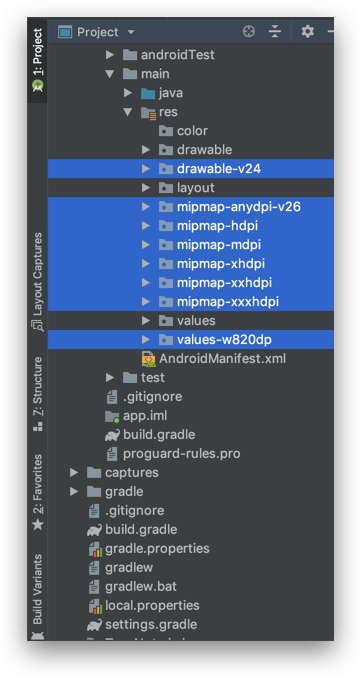 Project
androidTest
main
java
res
color
drawable
drawable-v24
layout
mipmap-anydpi-v26
mipmap-hdpi
mipmap-mdpi
mipmap-xhdpi
mipmap-xxhdpi
mipmap-xxxhdpi
values
values-w820dp
AndroidManifest.xml
test
.gitignore
app.iml
build.gradle
proguard-rules.pro
captures
gradle
.gitignore
build.gradle
gradle.properties
gradlew
gradlew.bat
local.properties
settings.gradle
1: Project
Layout Captures
7: Structure
2: Favorites
Build Variants